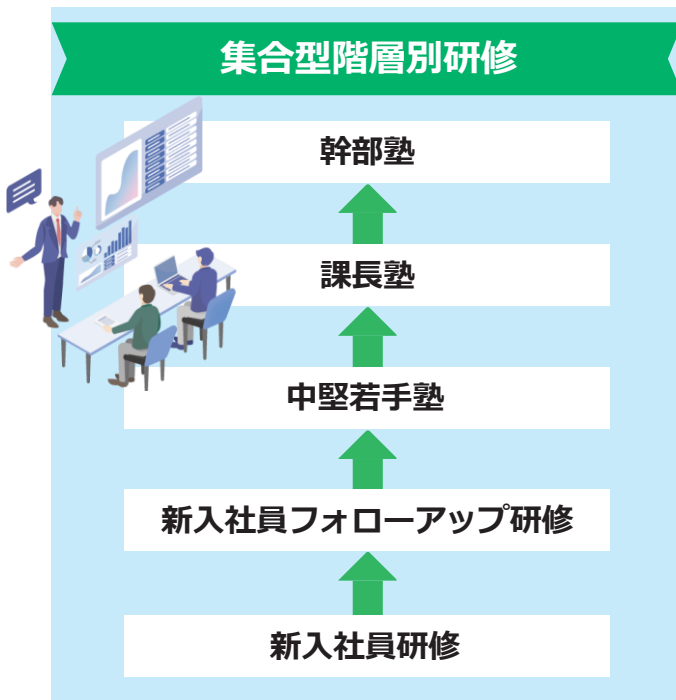 集合型階層別研修
幹部塾
課長塾
中堅若手塾
新入社員フォローアップ研修
新入社員研修